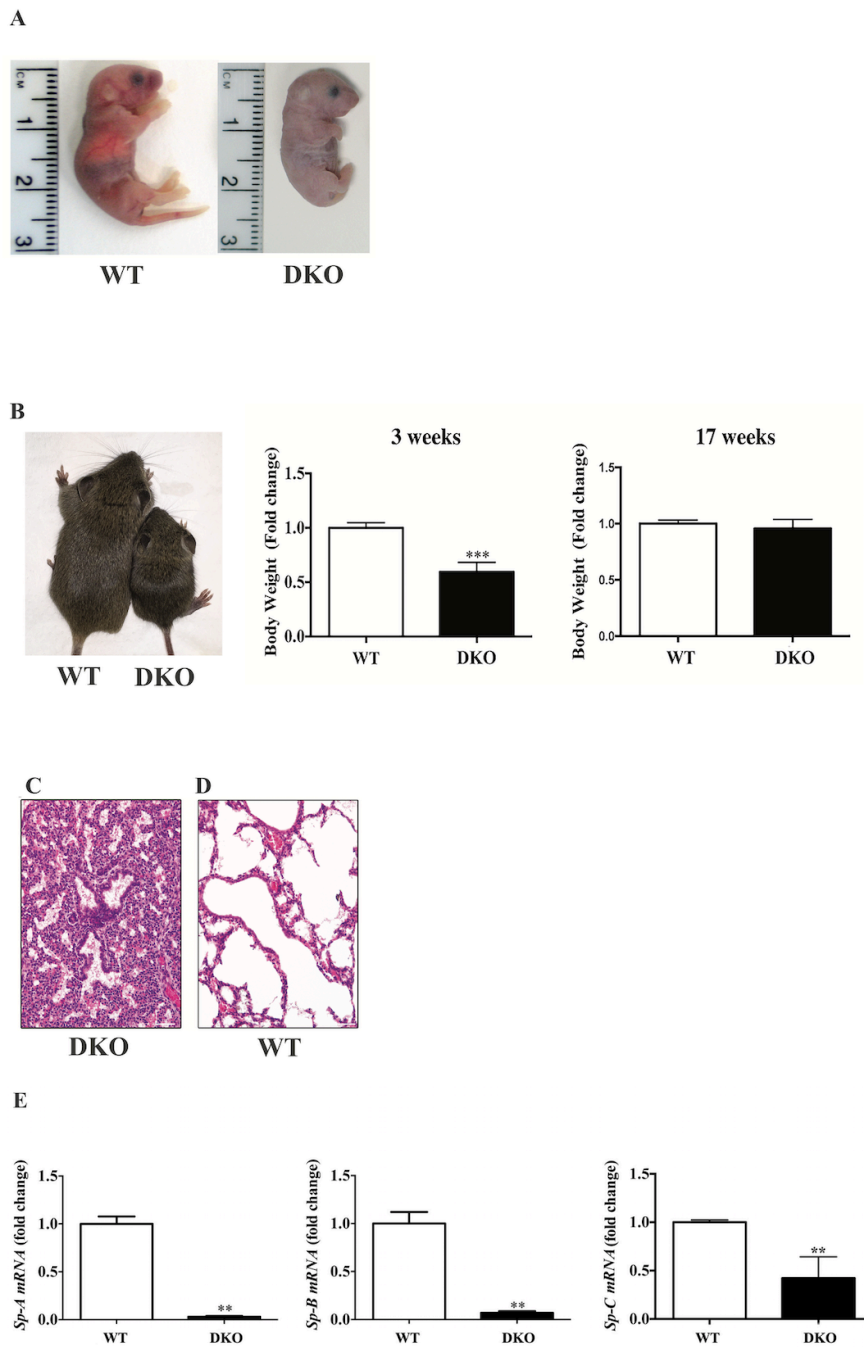 A
CM 1 2 3
CM 1 2 3
WT
DKO
B
WT DKO
3 weeks
Body Weight (Fold change)
1.5
1.0
0.5
0.0
***
WT
DKO
17 weeks
Body Weight (Fold change)
1.5
1.0
0.5
0.0
WT
DKO
C
D
DKO
WT
E
Sp-A mRNA (fold change)
1.5
1.0
0.5
0.0
**
WT
DKO
Sp-B mRNA (fold change)
1.5
1.0
0.5
0.0
**
WT
DKO
Sp-C mRNA (fold change)
1.5
1.0
0.5
0.0
**
WT
DKO